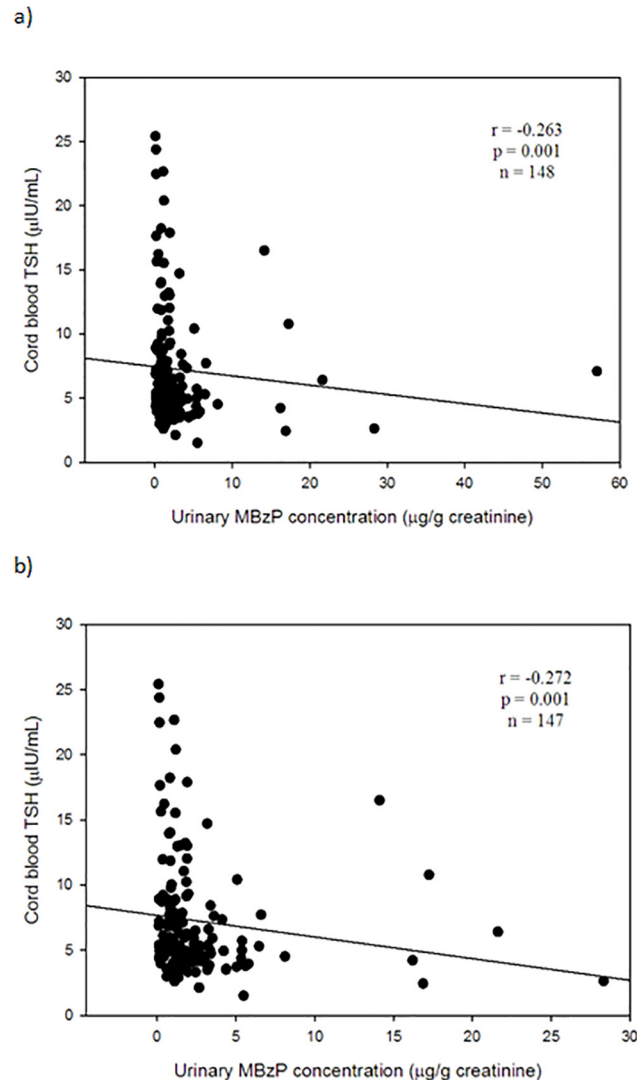 a)
30
25
20
15
10
5
0
Cord blood TSH (μIU/mL)
r = -0.263
p = 0.001
n = 148
0 10 20 30 40 50 60
Urinary MBzP concentration (μg/g creatinine)
b)
30
25
20
15
10
5
0
Cord blood TSH (μIU/mL)
r = -0.272
p = 0.001
n = 147
0 5 10 15 20 25 30
Urinary MBzP concentration (μg/g creatinine)